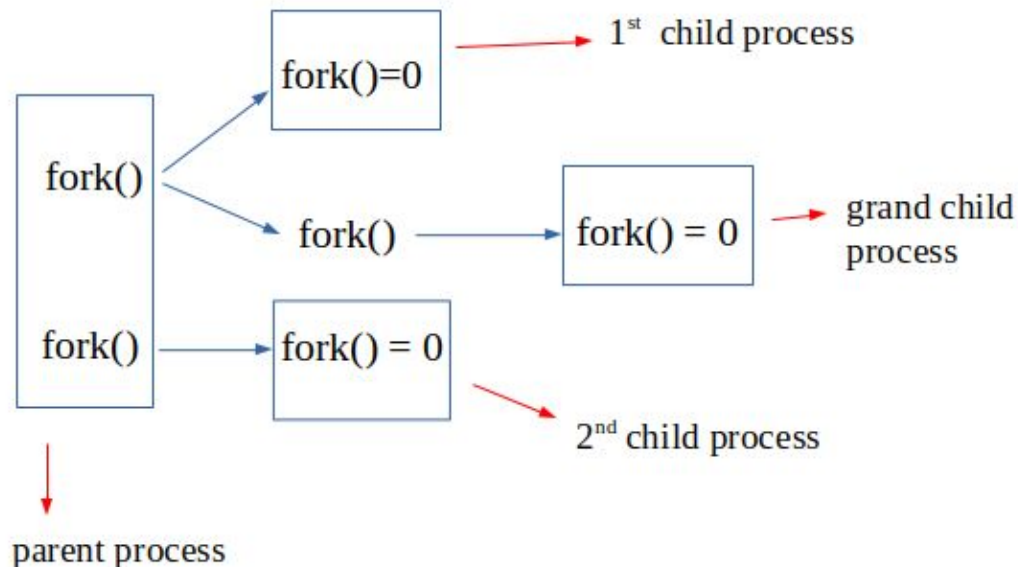 1st child process
fork()=0
fork()
fork()
fork() = 0
grand child
process
fork()
fork() = 0
2nd child process
parent process